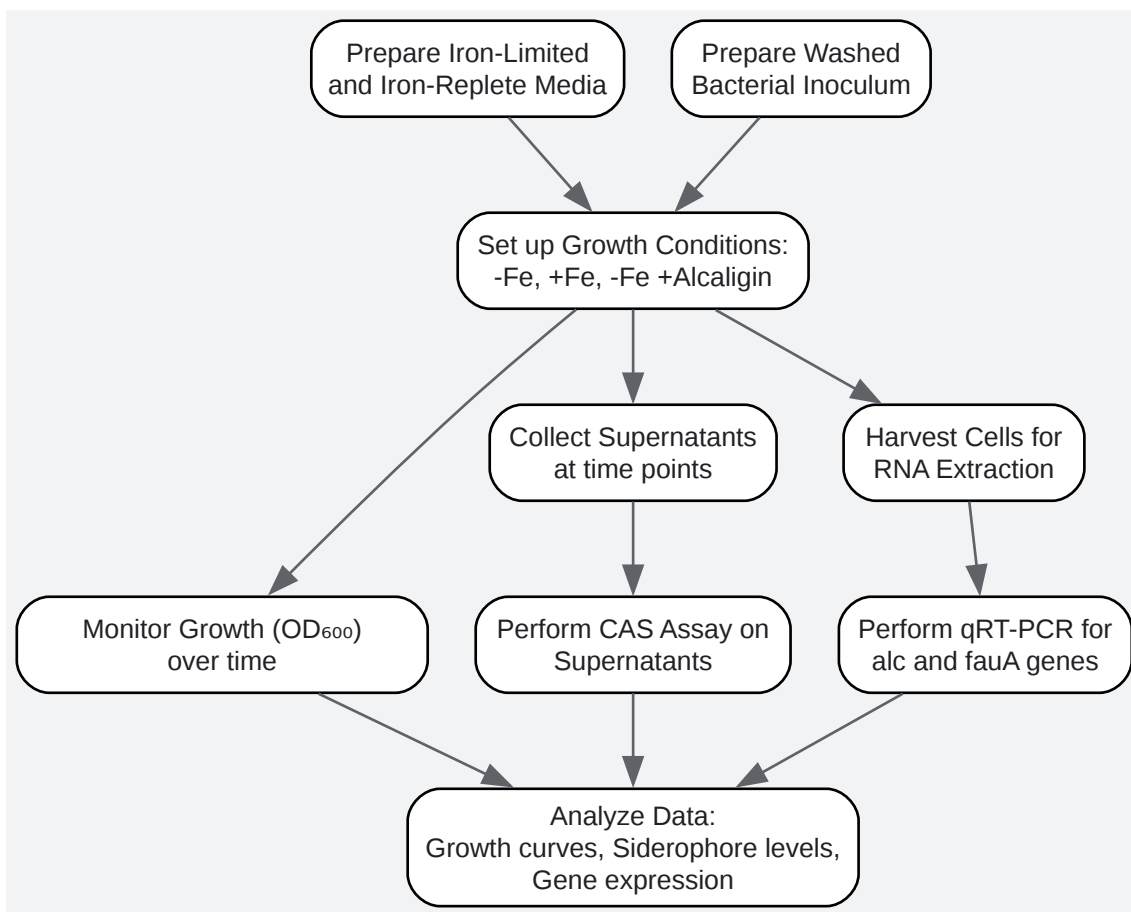 Prepare Iron-Limited
and Iron-Replete Media
Prepare Washed
Bacterial Inoculum
Set up Growth Conditions:
-Fe, +Fe, -Fe +Alcaligin
Collect Supernatants
at time points
Harvest Cells for
RNA Extraction
Monitor Growth (OD₆₀₀)
over time
Perform CAS Assay on
Supernatants
Perform qRT-PCR for
alc and fauA genes
Analyze Data:
Growth curves, Siderophore levels,
Gene expression